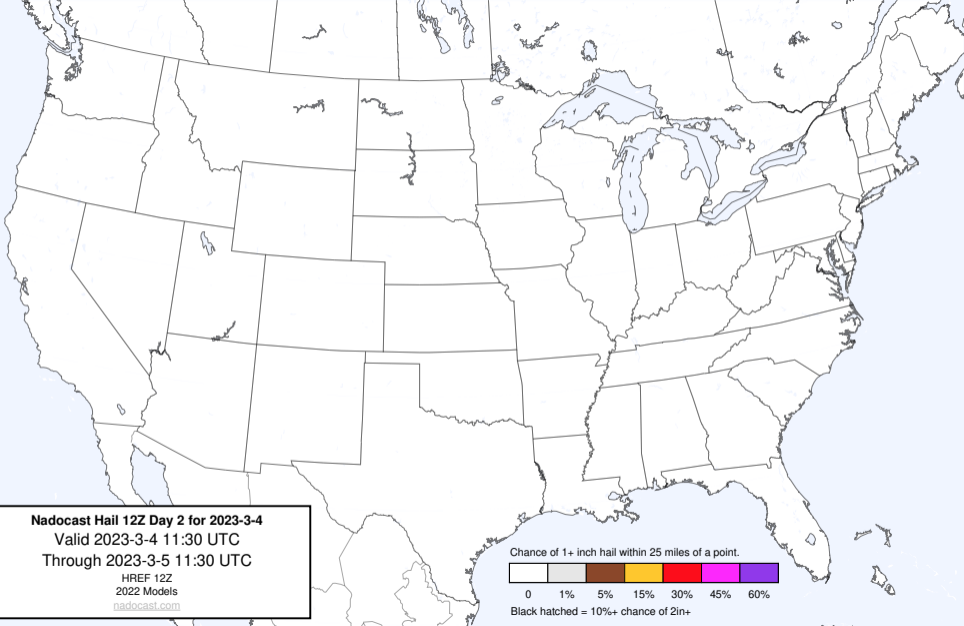 Nadocast Hail 12Z Day 2 for 2023-3-4
Valid 2023-3-4 11:30 UTC
Through 2023-3-5 11:30 UTC
HREF 12Z
2022 Models
nadocast.com
Chance of 1+ inch hail within 25 miles of a point.
0 1% 5% 15% 30% 45% 60%
Black hatched = 10%+ chance of 2in+